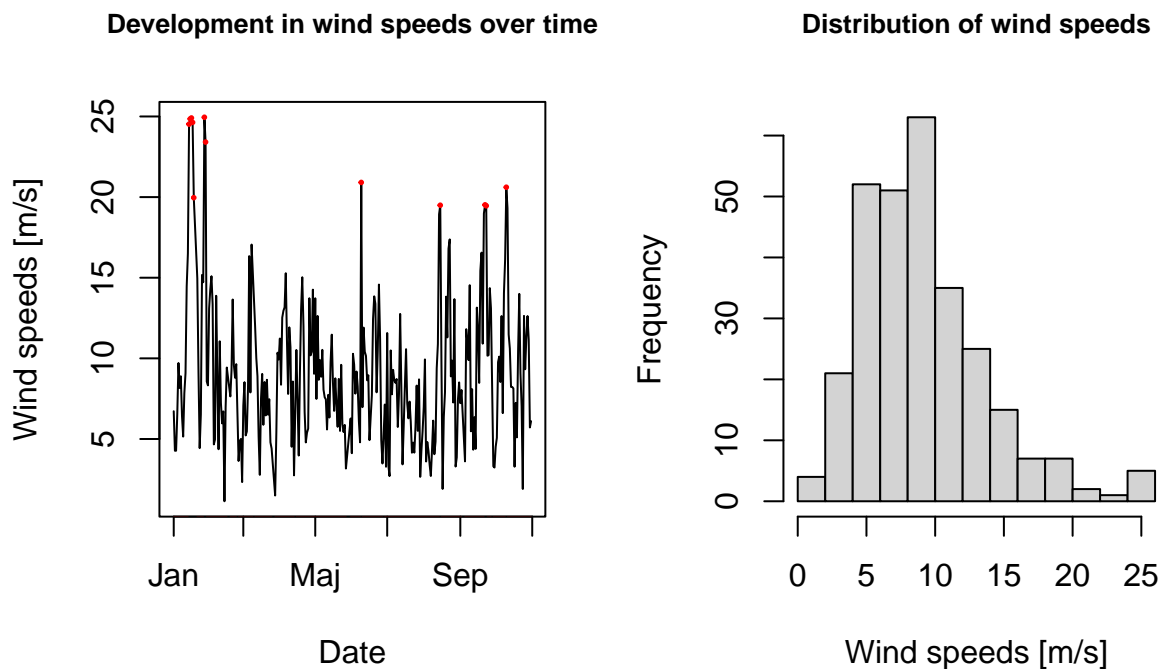 Development in wind speeds over time
Wind speeds [m/s]
25
20
15
10
5
Jan Maj Sep
Date
Distribution of wind speeds
Frequency
50
30
10
0
0 5 10 15 20 25
Wind speeds [m/s]